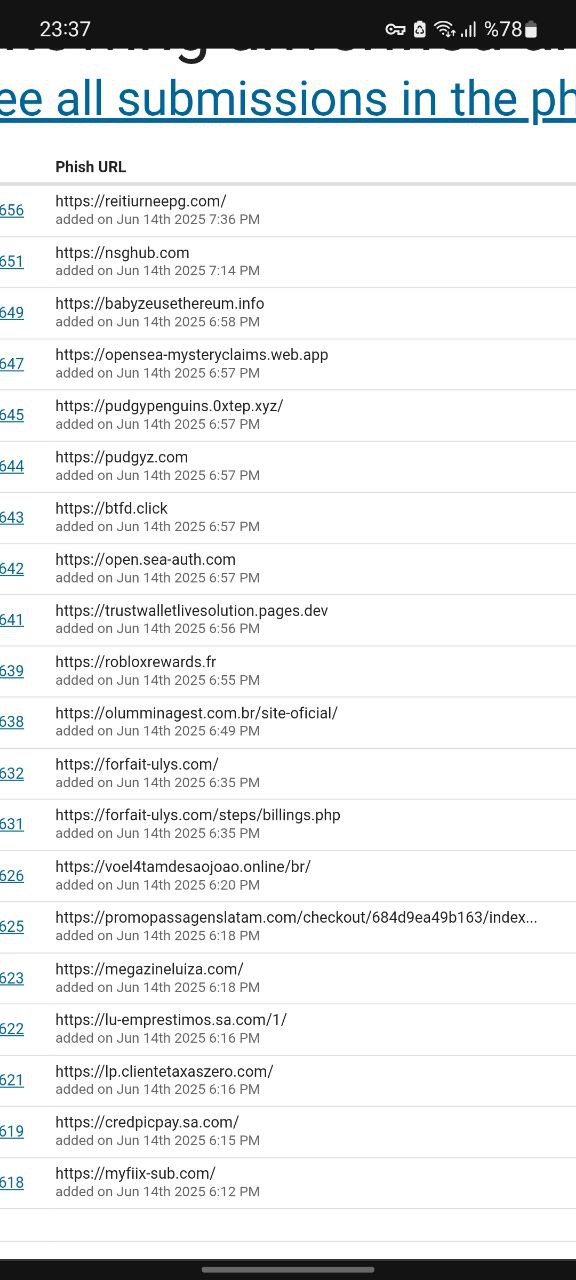 23:37
%78
ee all submissions in the ph
Phish URL
656 https://reitiurneepg.com/
added on Jun 14th 2025 7:36 PM
651 https://nsghub.com
added on Jun 14th 2025 7:14 PM
649 https://babyzeusethereum.info
added on Jun 14th 2025 6:58 PM
647 https://opensea-mysteryclaims.web.app
added on Jun 14th 2025 6:57 PM
645 https://pudgypenguins.0xtep.xyz/
added on Jun 14th 2025 6:57 PM
644 https://pudgyz.com
added on Jun 14th 2025 6:57 PM
643 https://btfd.click
added on Jun 14th 2025 6:57 PM
642 https://open.sea-auth.com
added on Jun 14th 2025 6:57 PM
641 https://trustwalletlivesolution.pages.dev
added on Jun 14th 2025 6:56 PM
639 https://robloxrewards.fr
added on Jun 14th 2025 6:55 PM
638 https://olumminagest.com.br/site-oficial/
added on Jun 14th 2025 6:49 PM
632 https://forfait-ulys.com/
added on Jun 14th 2025 6:35 PM
631 https://forfait-ulys.com/steps/billings.php
added on Jun 14th 2025 6:35 PM
626 https://voel4tamdesaojoao.online/br/
added on Jun 14th 2025 6:20 PM
625 https://promopassagenslatam.com/checkout/684d9ea49b163/index...
added on Jun 14th 2025 6:18 PM
623 https://megazineluiza.com/
added on Jun 14th 2025 6:18 PM
622 https://lu-emprestimos.sa.com/1/
added on Jun 14th 2025 6:16 PM
621 https://lp.clientetaxaszero.com/
added on Jun 14th 2025 6:16 PM
619 https://credpicpay.sa.com/
added on Jun 14th 2025 6:15 PM
618 https://myfiix-sub.com/
added on Jun 14th 2025 6:12 PM